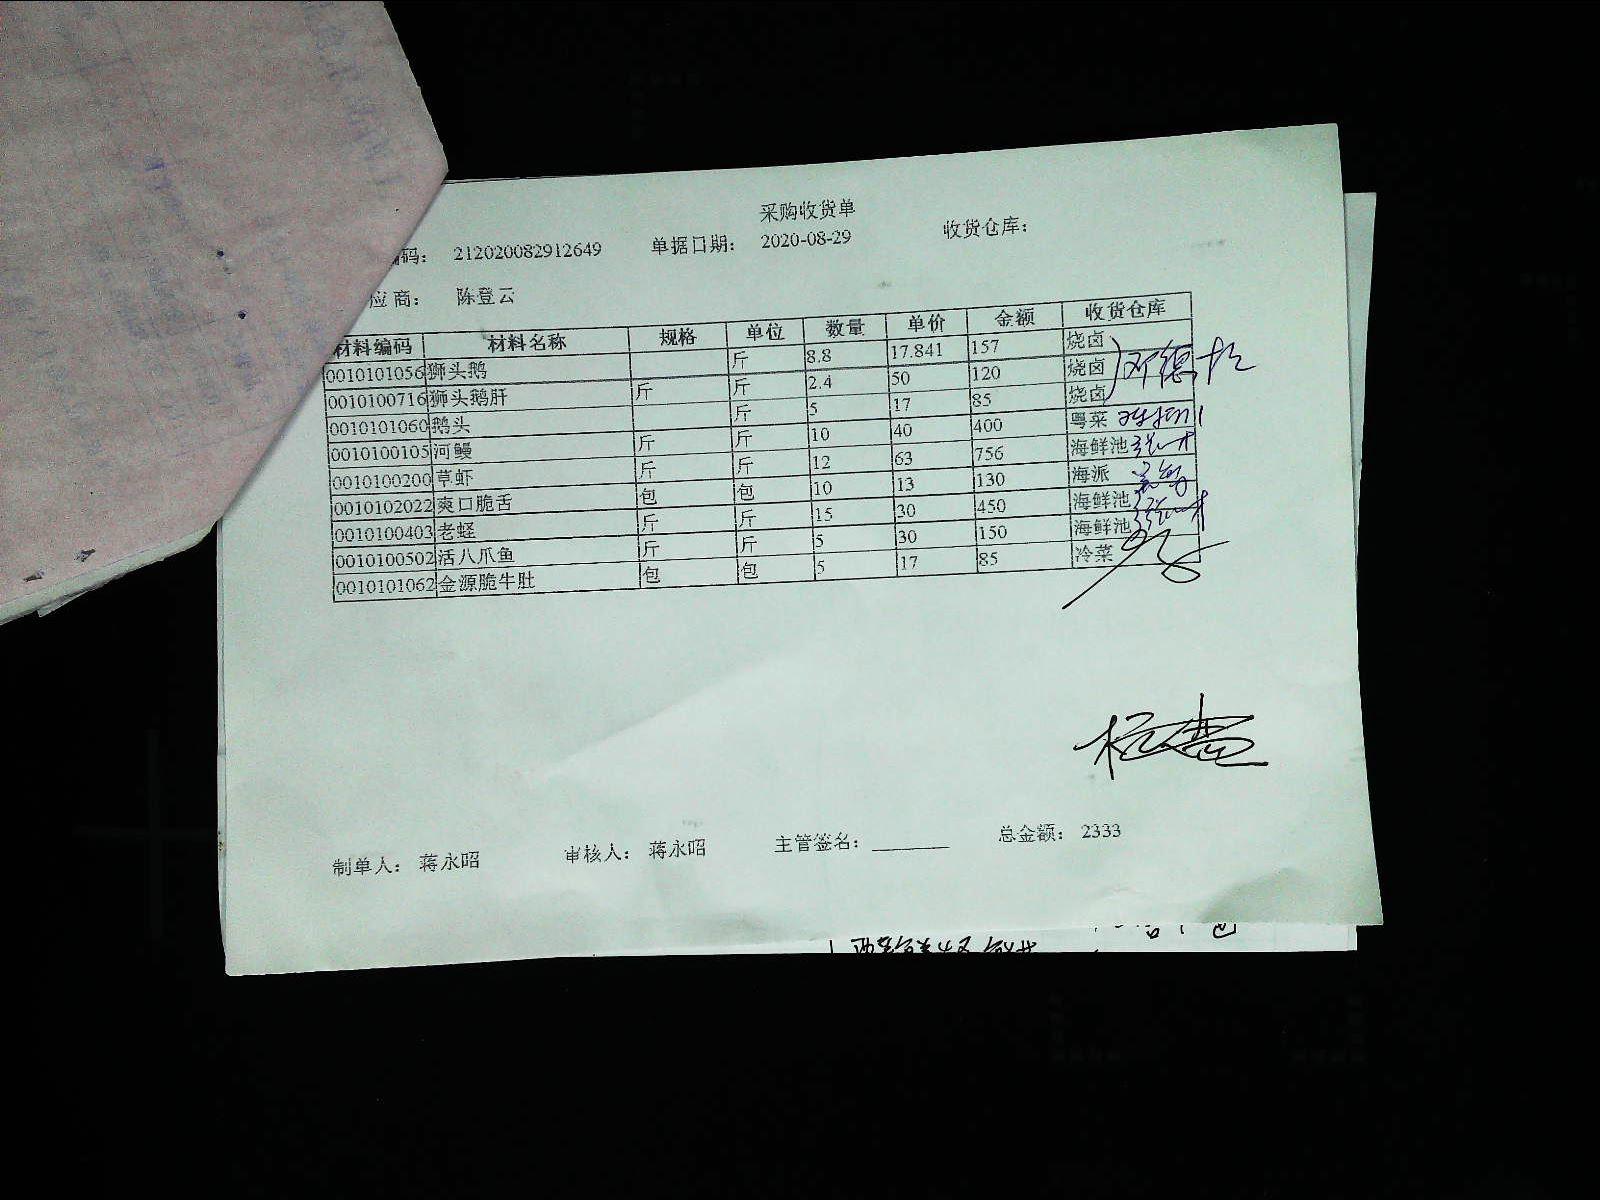 采购收货单
编码： 212020082912649 单据日期： 2020-08-29 收货仓库：
应商： 陈登云
材料编码 材料名称 规格 单位 数量 单价 金额 收货仓库
0010101056 狮头鹅 斤 8.8 17.841 157 烧卤
0010100716 狮头鹅肝 斤 斤 2.4 50 120 烧卤
0010101060 鹅头 斤 5 17 85 烧卤
0010100105 河鳗 斤 斤 10 40 400 粤菜
0010100200 草虾 斤 斤 12 63 756 海鲜池
0010102022 爽口脆舌 包 包 10 13 130 海派
0010100403 老蛏 斤 斤 15 30 450 海鲜池
0010100502 活八爪鱼 斤 斤 5 30 150 海鲜池
0010101062 金源脆牛肚 包 包 5 17 85 冷菜
制单人： 蒋永昭 审核人： 蒋永昭 主管签名： 总金额： 2333